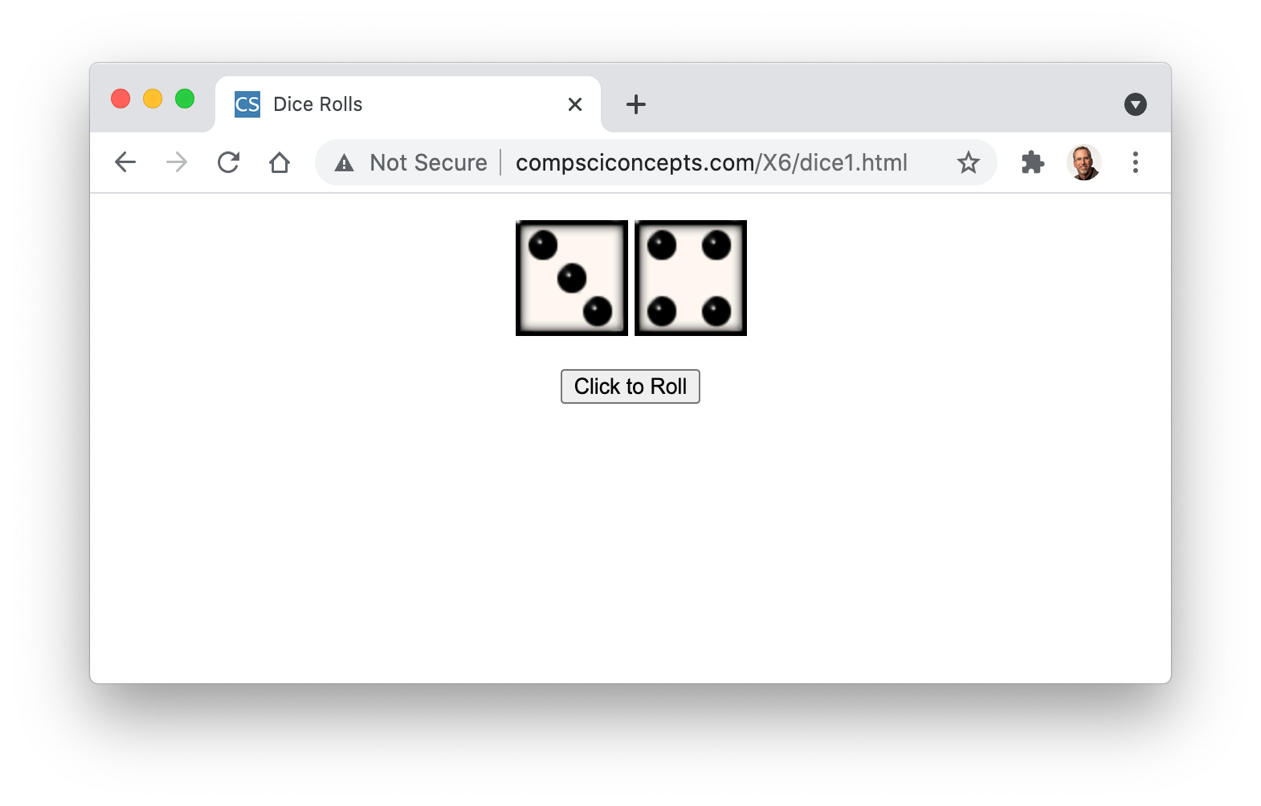 CS Dice Rolls
Not Secure compsciconcepts.com/X6/dice1.html
Click to Roll